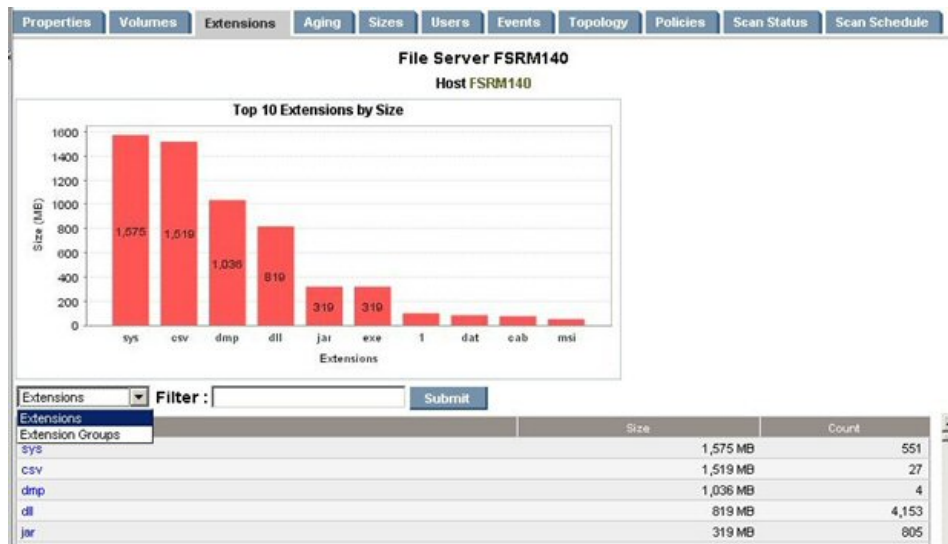 Properties Volumes Extensions Aging Sizes Users Events Topology Policies Scan Status Scan Schedule
File Server FSRM140
Host FSRM140
Top 10 Extensions by Size
1600
1400
1200
1000
800
600
400
200
0
Size (MB)
1,575 1,519 1,036 819 319 319
sys csv dmp dll jar exe 1 dat cab msi
Extensions
Extensions Filter : Submit
Extensions
Extension Groups
Size Count
sys 1,575 MB 551
csv 1,519 MB 27
dmp 1,036 MB 4
dll 819 MB 4,153
jar 319 MB 805